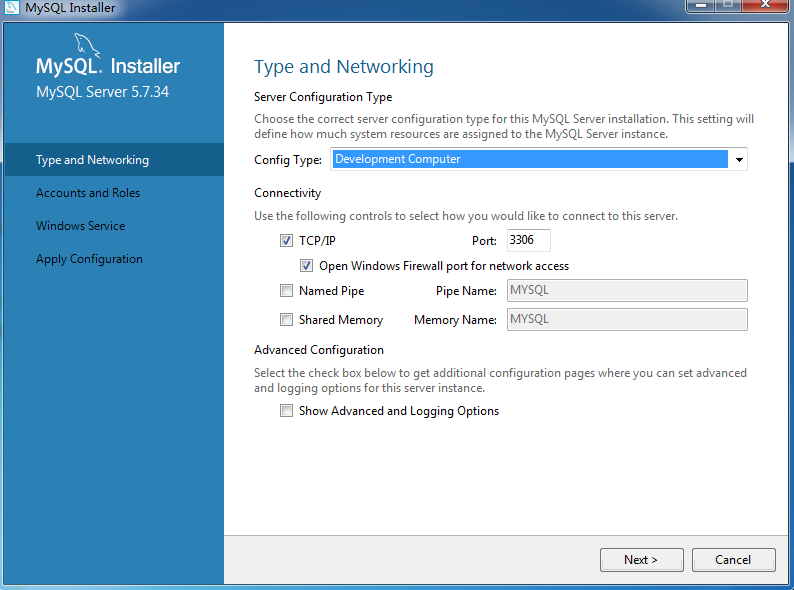 MySQL Installer
MySQL. Installer
MySQL Server 5.7.34
Type and Networking
Accounts and Roles
Windows Service
Apply Configuration
Type and Networking
Server Configuration Type
Choose the correct server configuration type for this MySQL Server installation. This setting will
define how much system resources are assigned to the MySQL Server instance.
Config Type: Development Computer
Connectivity
Use the following controls to select how you would like to connect to this server.
TCP/IP Port: 3306
Open Windows Firewall port for network access
Named Pipe Pipe Name: MYSQL
Shared Memory Memory Name: MYSQL
Advanced Configuration
Select the check box below to get additional configuration pages where you can set advanced
and logging options for this server instance.
Show Advanced and Logging Options
Next > Cancel